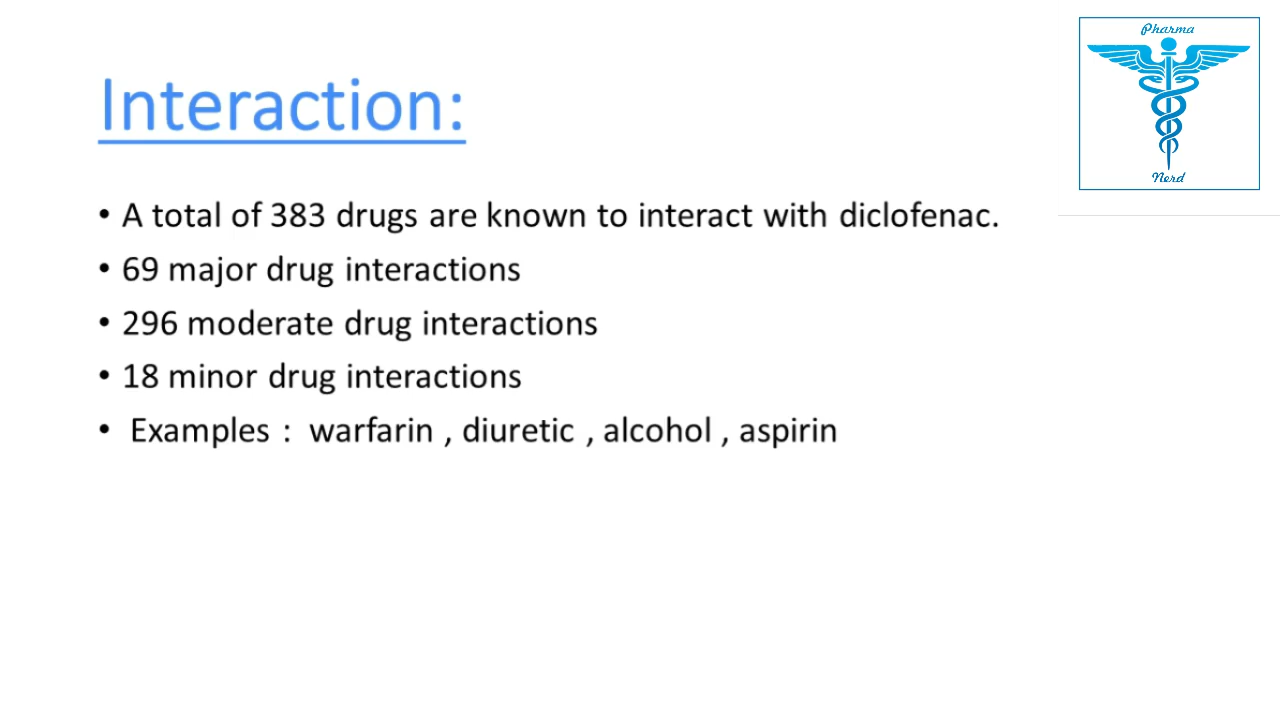 Pharma
Nerd
Interaction:
• A total of 383 drugs are known to interact with diclofenac.
• 69 major drug interactions
• 296 moderate drug interactions
• 18 minor drug interactions
• Examples : warfarin , diuretic , alcohol , aspirin